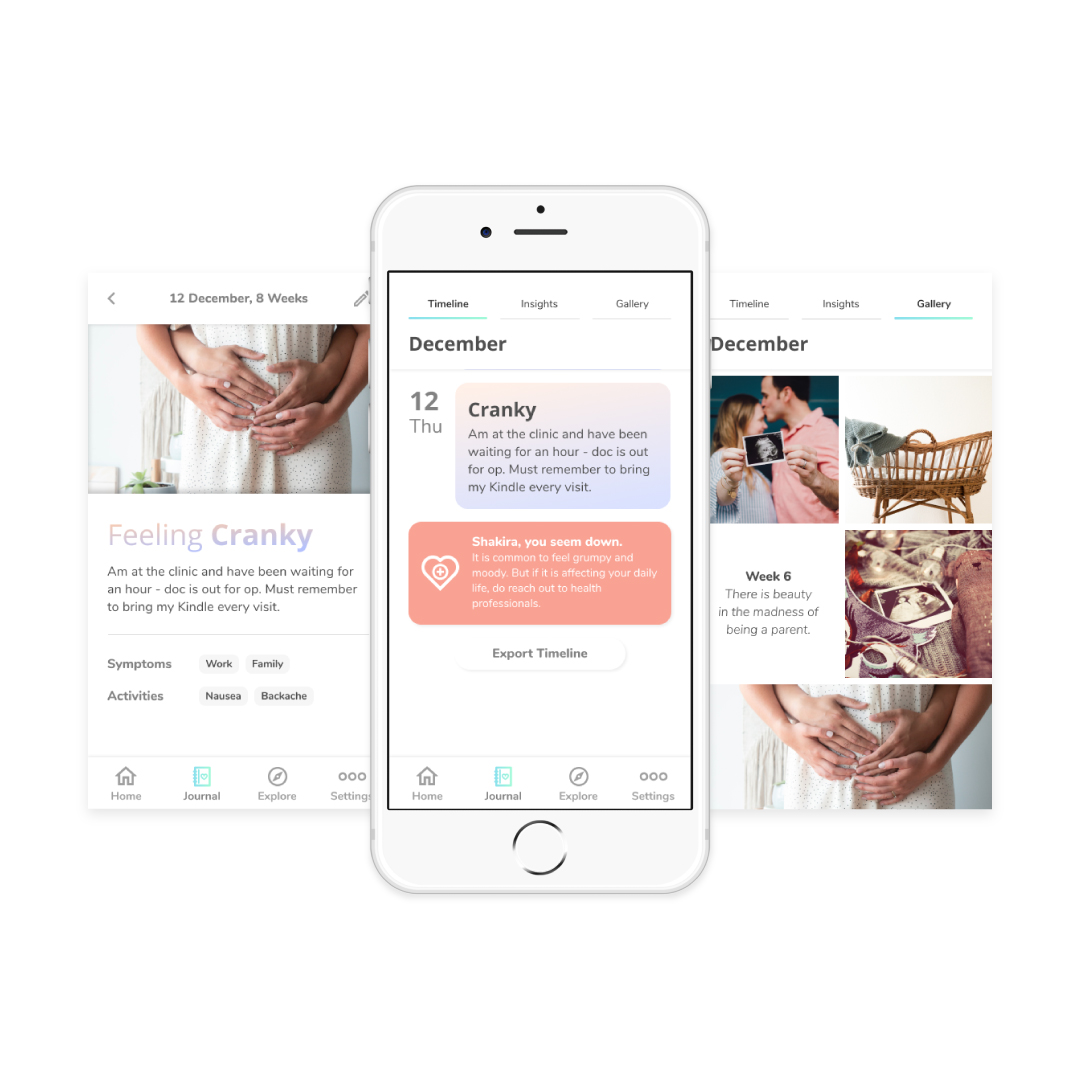 12 December, 8 Weeks
Feeling Cranky
Am at the clinic and have been waiting for
an hour - doc is out for op. Must remember
to bring my Kindle every visit.
Symptoms Work Family
Activities Nausea Backache
Home Journal Explore Settings
Timeline Insights Gallery
December
12
Thu
Cranky
Am at the clinic and have been
waiting for an hour - doc is out
for op. Must remember to bring
my Kindle every visit.
Shakira, you seem down.
It is common to feel grumpy and
moody. But if it is affecting your daily
life, do reach out to health
professionals.
Export Timeline
Home Journal Explore Settings
Timeline Insights Gallery
December
Week 6
There is beauty
in the madness of
being a parent.